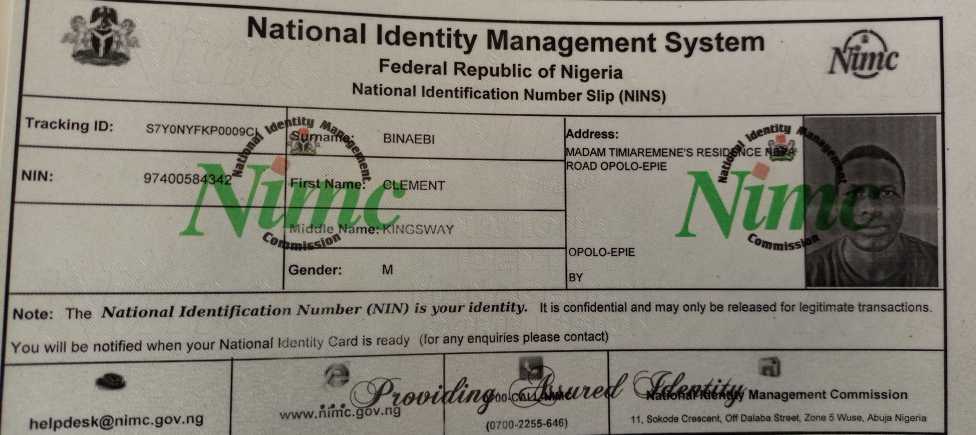 National Identity Management System
Federal Republic of Nigeria
National Identification Number Slip (NINS)
Nimc
Tracking ID: S7Y0NYFKP0009CL
Surname: BINAEBI
Address:
MADAM TIMIAREMENE'S RESIDENCE
ROAD OPOLO-EPIE
NIN: 97400584342
First Name: CLEMENT
Middle Name: KINGSWAY
Gender: M
OPOLO-EPIE
BY
National Identity Management
Nimc
Commission
National Identity Management
Nimc
Commission
Note: The National Identification Number (NIN) is your identity. It is confidential and may only be released for legitimate transactions.
You will be notified when your National Identity Card is ready (for any enquiries please contact)
Providing Assured Identity
helpdesk@nimc.gov.ng
www.nimc.gov.ng
(0700-2255-646)
National Identity Management Commission
11, Sokode Crescent, Off Dalaba Street, Zone 5 Wuse, Abuja Nigeria